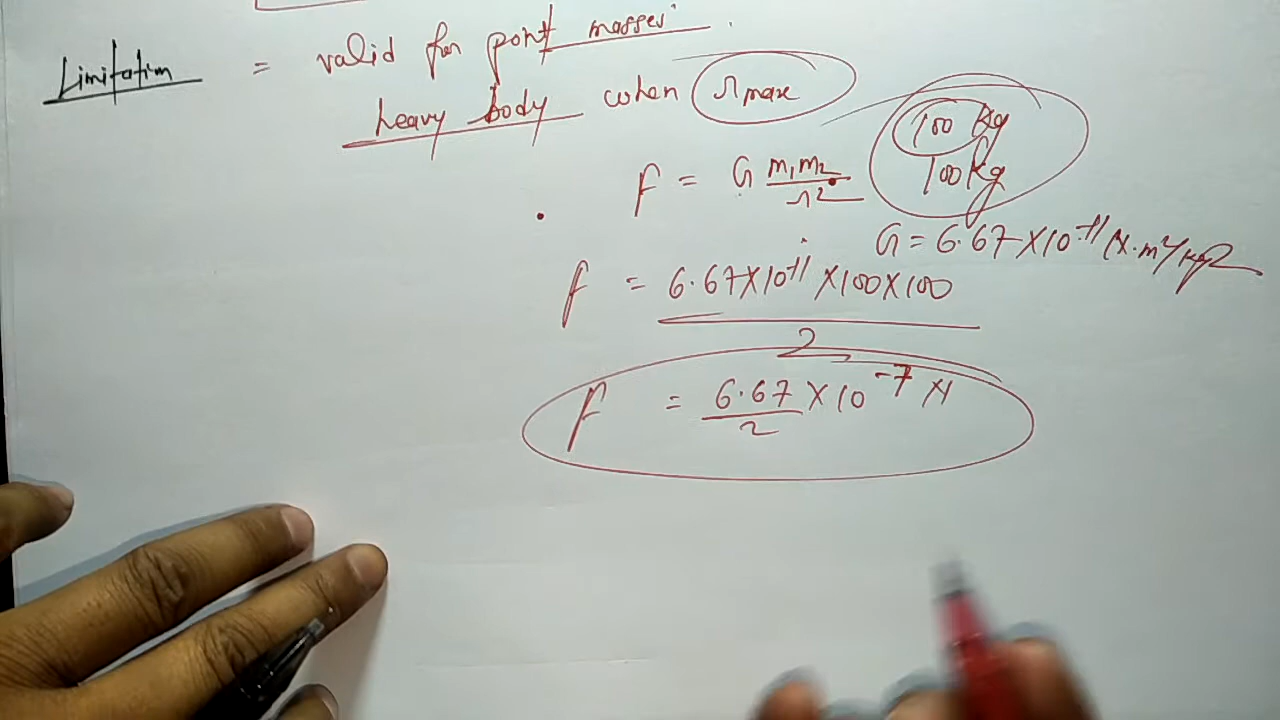 Limitation = valid for point masses.
heavy body when r max
F = G m1m2 / r² 100 kg
100 kg
G = 6.67 × 10⁻¹¹ N.m²/kg²
F = 6.67 × 10⁻¹¹ × 100 × 100 / 2
F = 6.67 / 2 × 10⁻⁷ N